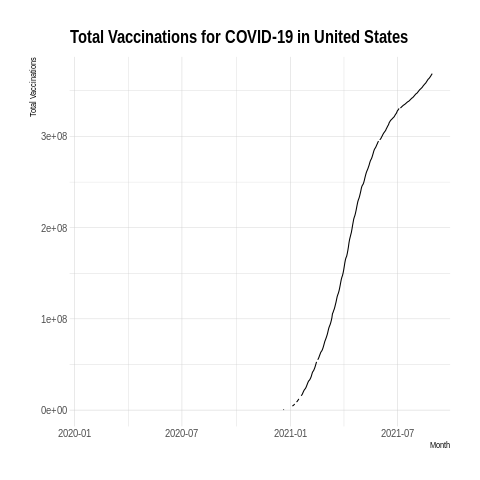 Total Vaccinations for COVID-19 in United States
Total Vaccinations
3e+08
2e+08
1e+08
0e+00
2020-01
2020-07
2021-01
2021-07
Month